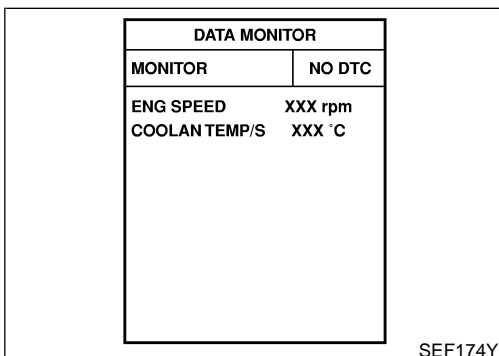 DATA MONITOR
MONITOR NO DTC
ENG SPEED XXX rpm
COOLAN TEMP/S XXX °C
SEF174Y